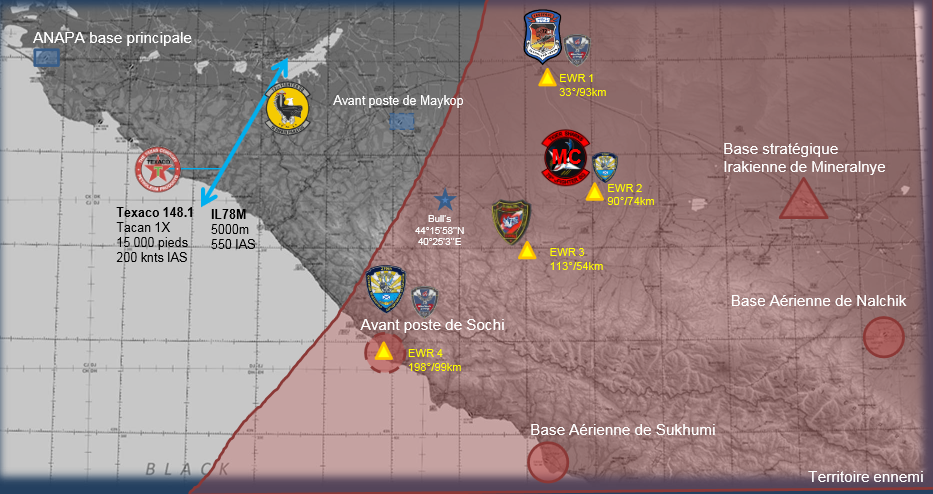 ANAPA base principale
EWR 1
33°/93km
Avant poste de Maykop
MC
Base stratégique
Irakienne de Mineralnye
TEXACO
EWR 2
90°/74km
Texaco 148.1
Tacan 1X
15 000 pieds
200 knts IAS
IL78M
5000m
550 IAS
Bull's
44°15'58"N
40°25'3"E
EWR 3
113°/54km
Base Aérienne de Nalchik
Avant poste de Sochi
EWR 4
198°/99km
Base Aérienne de Sukhumi
BLACK
Territoire ennemi